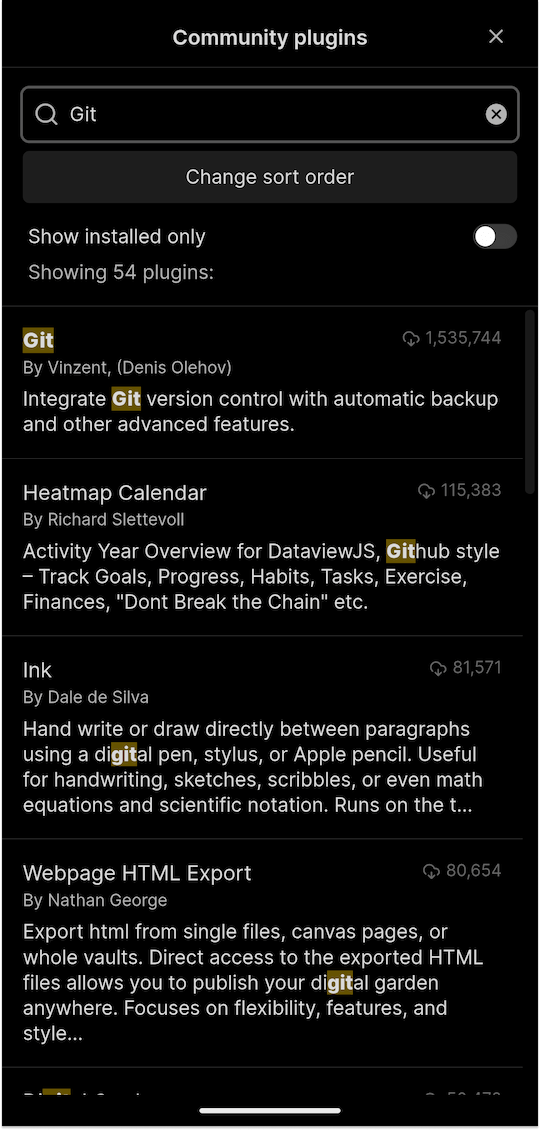 Community plugins
Git
Change sort order
Show installed only
Showing 54 plugins:
Git
1,535,744
By Vinzent, (Denis Olehov)
Integrate Git version control with automatic backup
and other advanced features.
Heatmap Calendar
115,383
By Richard Slettevoll
Activity Year Overview for DataviewJS, Github style
– Track Goals, Progress, Habits, Tasks, Exercise,
Finances, "Dont Break the Chain" etc.
Ink
81,571
By Dale de Silva
Hand write or draw directly between paragraphs
using a digital pen, stylus, or Apple pencil. Useful
for handwriting, sketches, scribbles, or even math
equations and scientific notation. Runs on the t...
Webpage HTML Export
80,654
By Nathan George
Export html from single files, canvas pages, or
whole vaults. Direct access to the exported HTML
files allows you to publish your digital garden
anywhere. Focuses on flexibility, features, and
style...